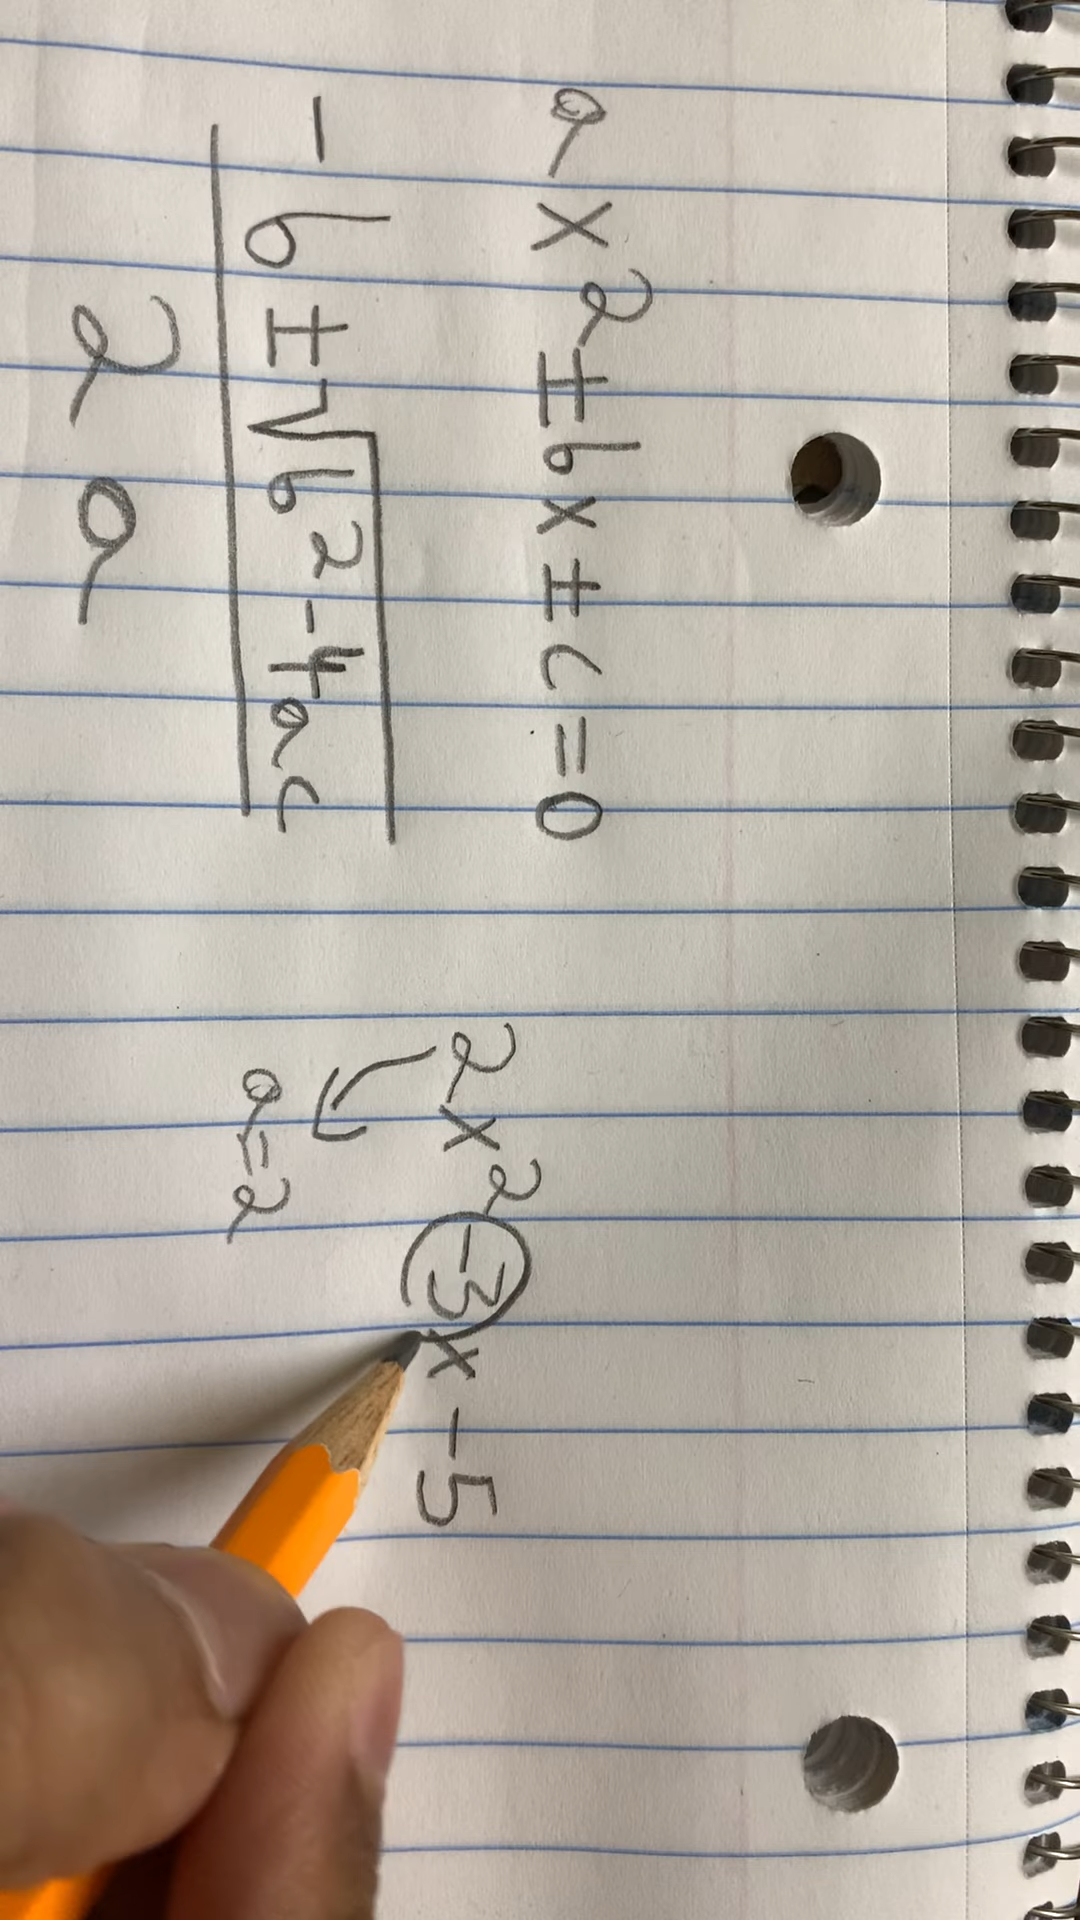 ax² ± bx ± c = 0
-b ± √b² - 4ac
2a
2x² - 3x - 5
a = 2